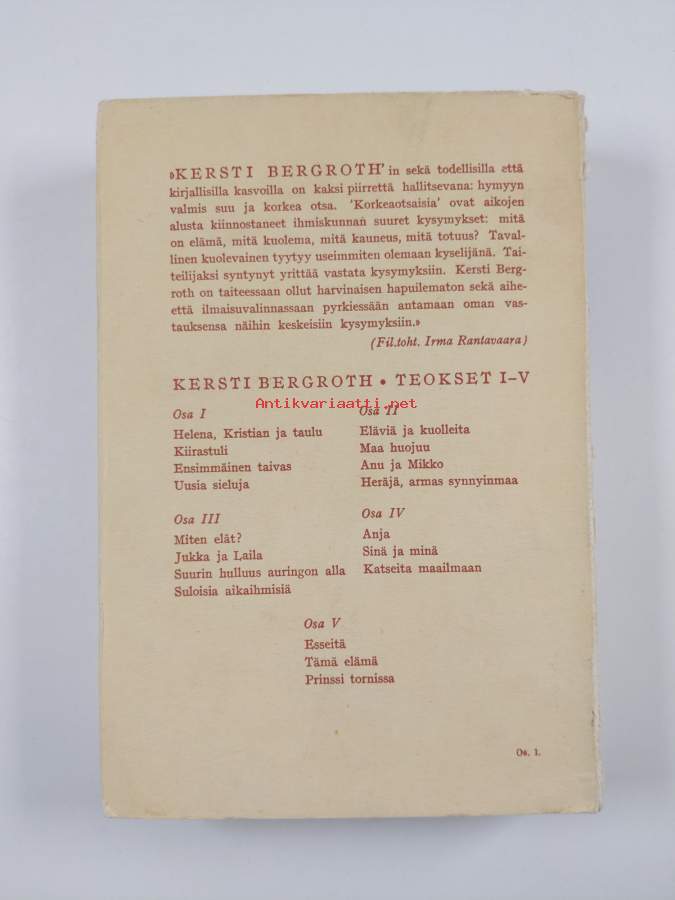 »KERSTI BERGROTH'in sekä todellisilla että
kirjallisilla kasvoilla on kaksi piirrettä hallitsevana: hymyyn
valmis suu ja korkea otsa. 'Korkeaotsaisia' ovat aikojen
alusta kiinnostaneet ihmiskunnan suuret kysymykset: mitä
on elämä, mitä kuolema, mitä kauneus, mitä totuus? Taval-
linen kuolevainen tyytyy useimmiten olemaan kyselijänä. Tai-
teilijaksi syntynyt yrittää vastata kysymyksiin. Kersti Berg-
roth on taiteessaan ollut harvinaisen hapuilematon sekä aihe-
että ilmaisuvalinnassaan pyrkiessään antamaan oman vas-
tauksensa näihin keskeisiin kysymyksiin.»
(Fil.toht. Irma Rantavaara)
KERSTI BERGROTH • TEOKSET I–V
Antikvariaatti.net
Osa I
Helena, Kristian ja taulu
Kiirastuli
Ensimmäinen taivas
Uusia sieluja
Osa II
Eläviä ja kuolleita
Maa huojuu
Anu ja Mikko
Heräjä, armas synnyinmaa
Osa III
Miten elät?
Jukka ja Laila
Suurin hulluus auringon alla
Suloisia aikaihmisiä
Osa IV
Anja
Sinä ja minä
Katseita maailmaan
Osa V
Esseitä
Tämä elämä
Prinssi tornissa
Os. 1.